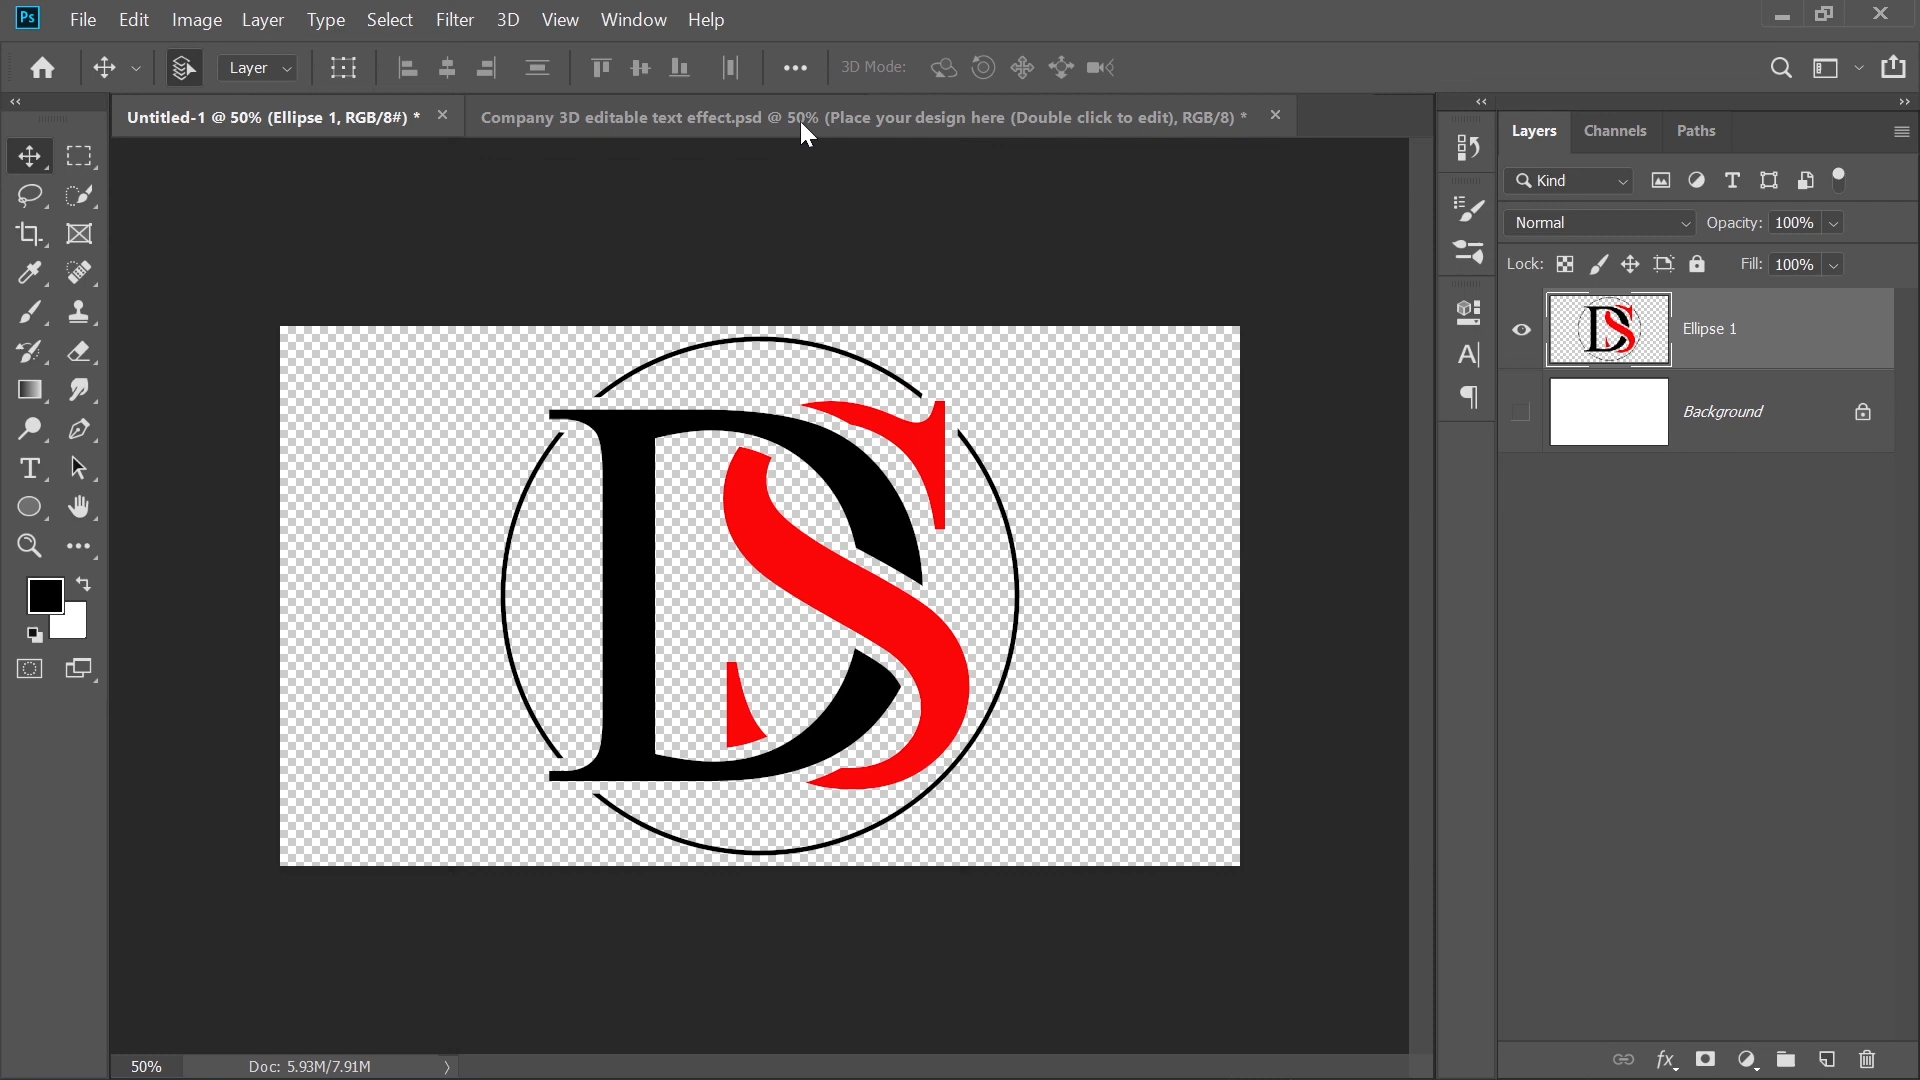 Ps File Edit Image Layer Type Select Filter 3D View Window Help
Layer 3D Mode:
Untitled-1 @ 50% (Ellipse 1, RGB/8#) * Company 3D editable text effect.psd @ 50% (Place your design here (Double click to edit), RGB/8) *
Layers Channels Paths
Kind
Normal Opacity: 100%
Lock: Fill: 100%
Ellipse 1
Background
DS
50% Doc: 5.93M/7.91M